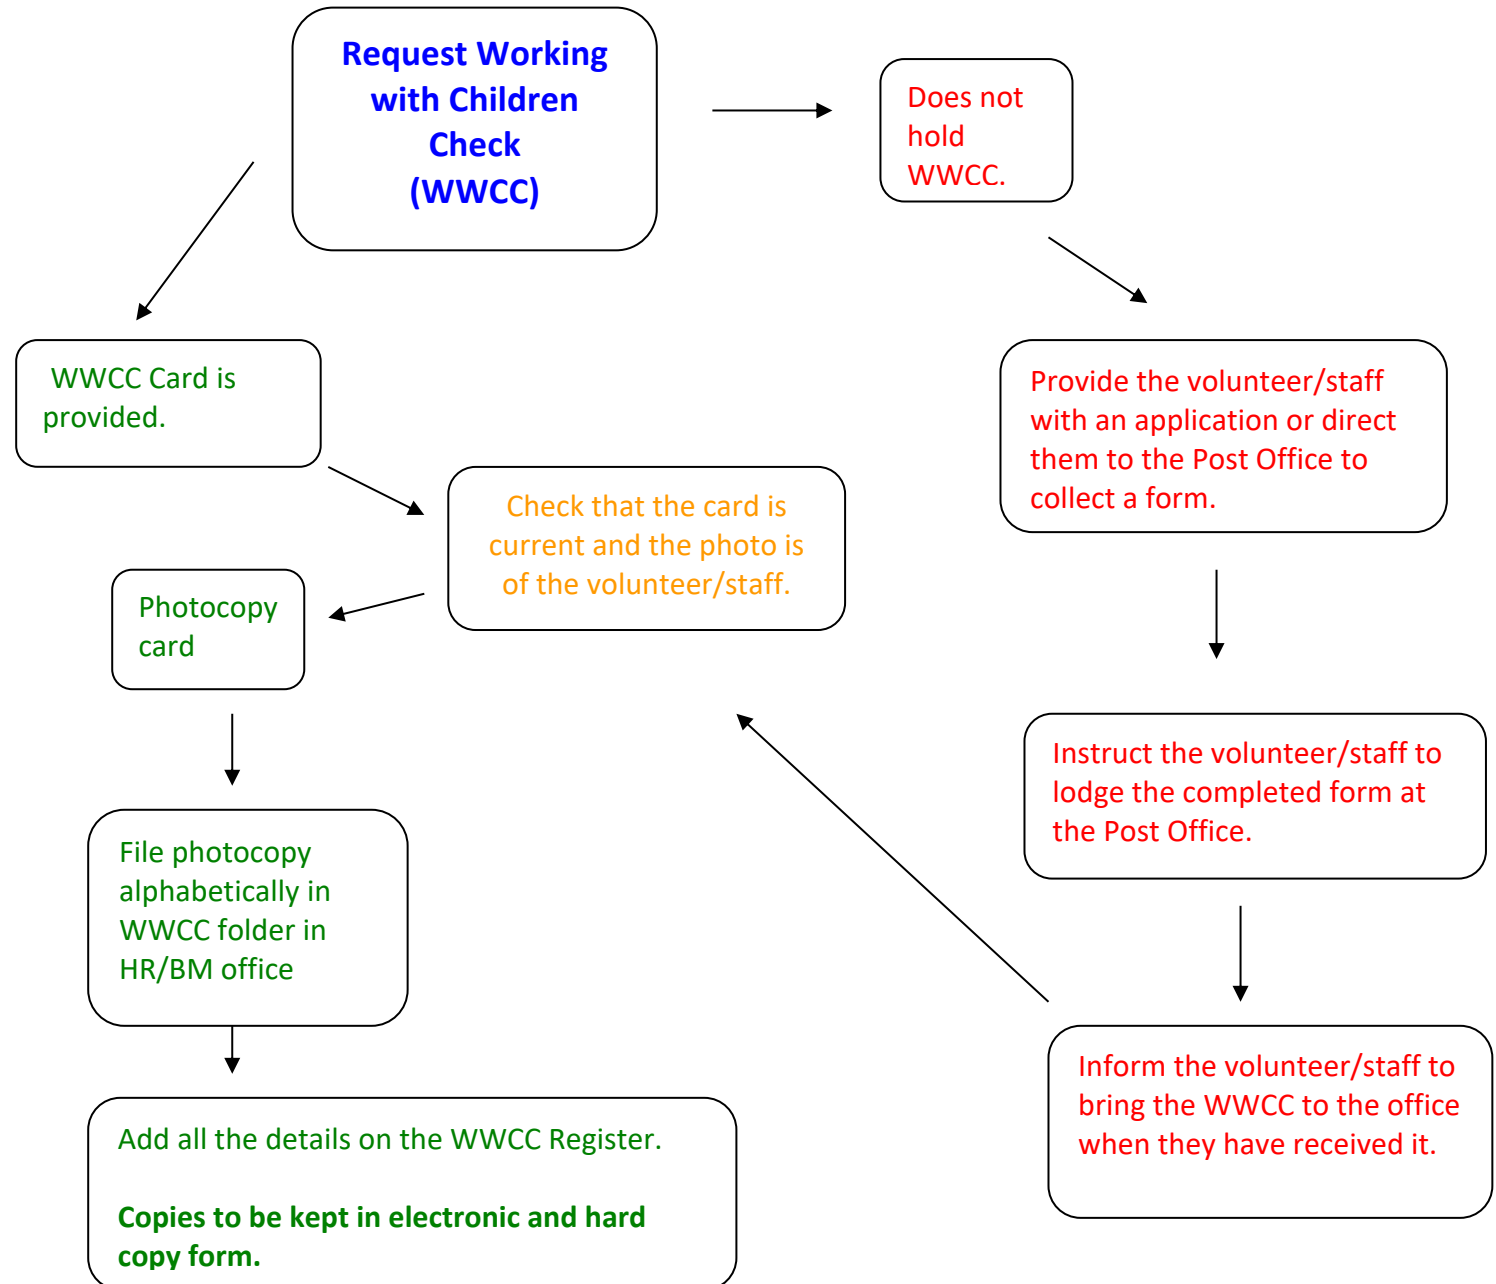 Request Working
with Children
Check
(WWCC)
Does not
hold
WWCC.
WWCC Card is
provided.
Provide the volunteer/staff
with an application or direct
them to the Post Office to
collect a form.
Check that the card is
current and the photo is
of the volunteer/staff.
Photocopy
card
Instruct the volunteer/staff to
lodge the completed form at
the Post Office.
File photocopy
alphabetically in
WWCC folder in
HR/BM office
Inform the volunteer/staff to
bring the WWCC to the office
when they have received it.
Add all the details on the WWCC Register.
Copies to be kept in electronic and hard
copy form.